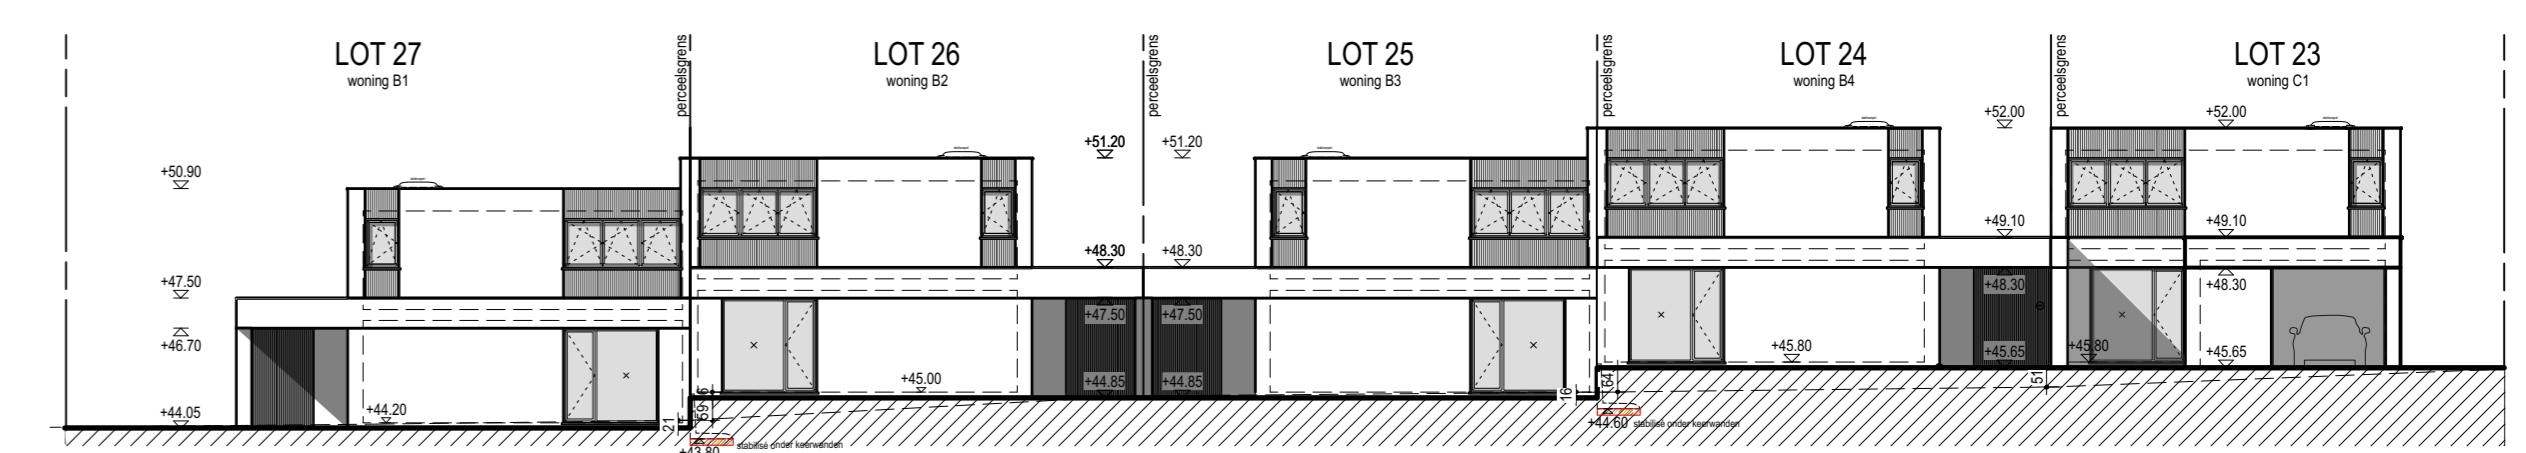 LOT 27
woning B1
perceelsgrens
LOT 26
woning B2
perceelsgrens
LOT 25
woning B3
perceelsgrens
LOT 24
woning B4
perceelsgrens
LOT 23
woning C1
+52.00
+52.00
+51.20
+51.20
+50.90
+49.10
+49.10
+48.30
+48.30
+48.30
+48.30
+47.50
+47.50
+47.50
+46.70
+45.80
+45.65
+45.80
+45.65
+45.00
+44.85
+44.85
+44.05
+44.20
21
59
6
16
64
51
+44.60
stabilisé onder keerwanden
+43.80
stabilisé onder keerwanden